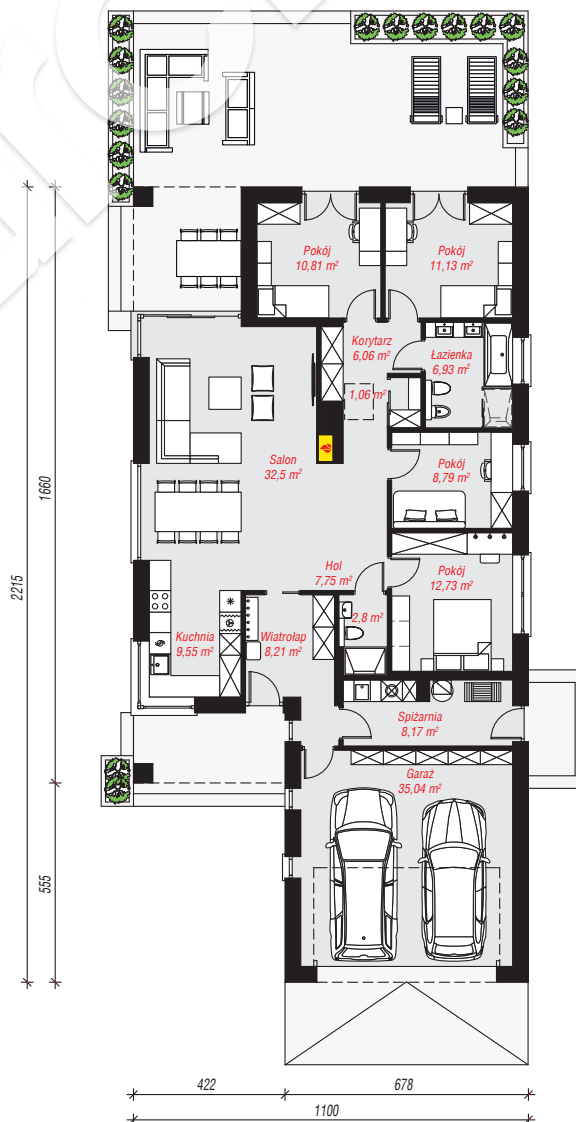 Pokój
10,81 m²
Pokój
11,13 m²
Korytarz
6,06 m²
Łazienka
6,93 m²
1,06 m²
Salon
32,5 m²
Pokój
8,79 m²
Hol
7,75 m²
Pokój
12,73 m²
2,8 m²
Kuchnia
9,55 m²
Wiatrołap
8,21 m²
Spiżarnia
8,17 m²
Garaż
35,04 m²
1660
2215
555
422
678
1100